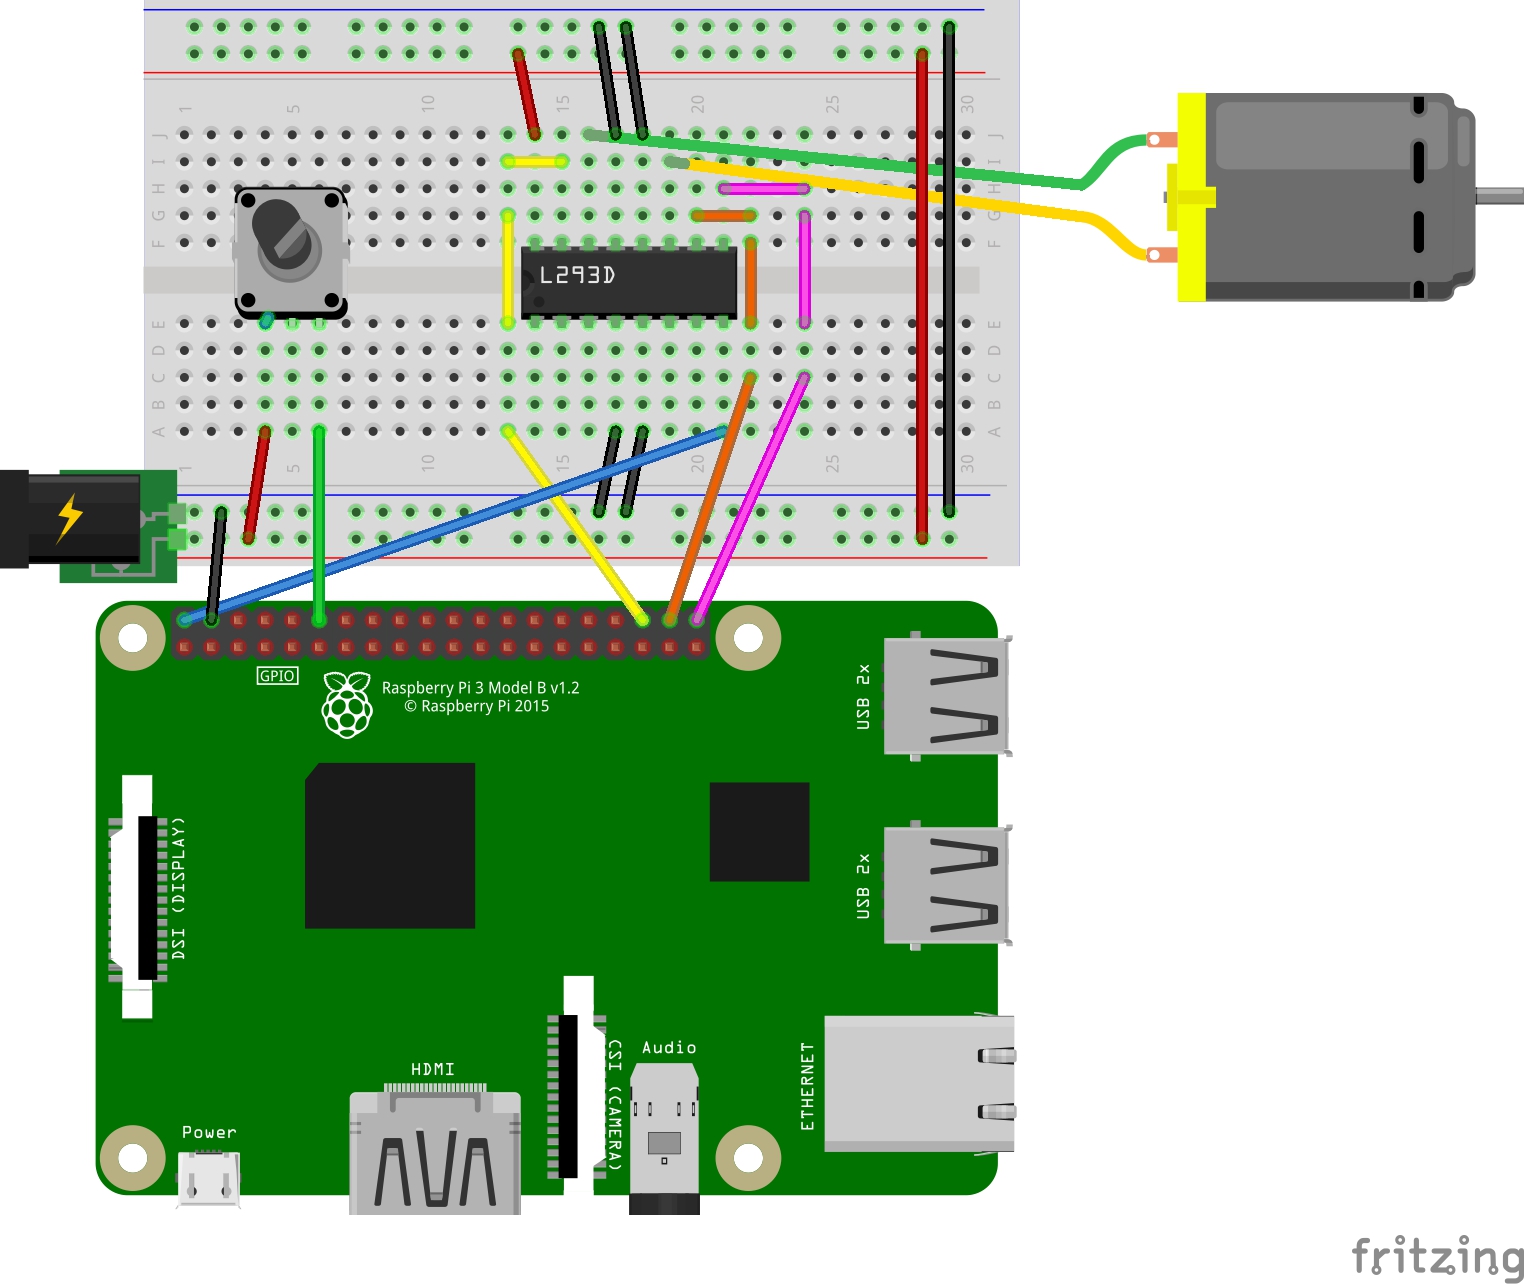 1 5 10 15 20 25 30
J J
I I
H H
G G
F F
L293D
E E
D D
C C
B B
A A
1 5 10 15 20 25 30
GPIO
Raspberry Pi 3 Model B v1.2
© Raspberry Pi 2015
USB 2x
DSI (DISPLAY)
USB 2x
HDMI
CSI (CAMERA)
Audio
ETHERNET
Power
fritzing